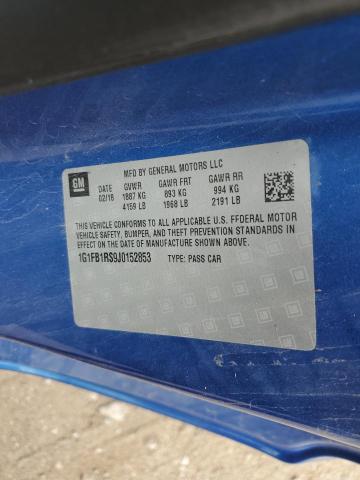 MFD BY GENERAL MOTORS LLC
GM
DATE GVWR GAWR FRT GAWR RR
02/18 1887 KG 893 KG 994 KG
4159 LB 1968 LB 2191 LB
THIS VEHICLE CONFORMS TO ALL APPLICABLE U.S. FFDERAL MOTOR
VEHICLE SAFETY, BUMPER, AND THEFT PREVENTION STANDARDS IN
EFFECT ON THE DATE OF MANUFACTURE SHOWN ABOVE.
1G1FB1RS9J0152853 TYPE: PASS CAR